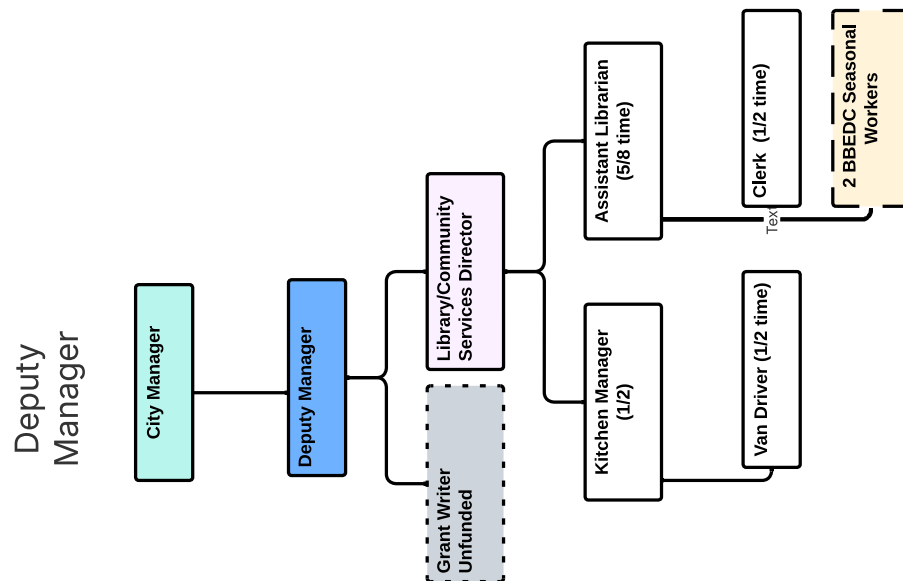 Deputy
Manager
City Manager
Deputy Manager
Grant Writer
Unfunded
Library/Community
Services Director
Kitchen Manager
(1/2)
Assistant Librarian
(5/8 time)
Van Driver (1/2 time)
Clerk (1/2 time)
Text
2 BBEDC Seasonal
Workers